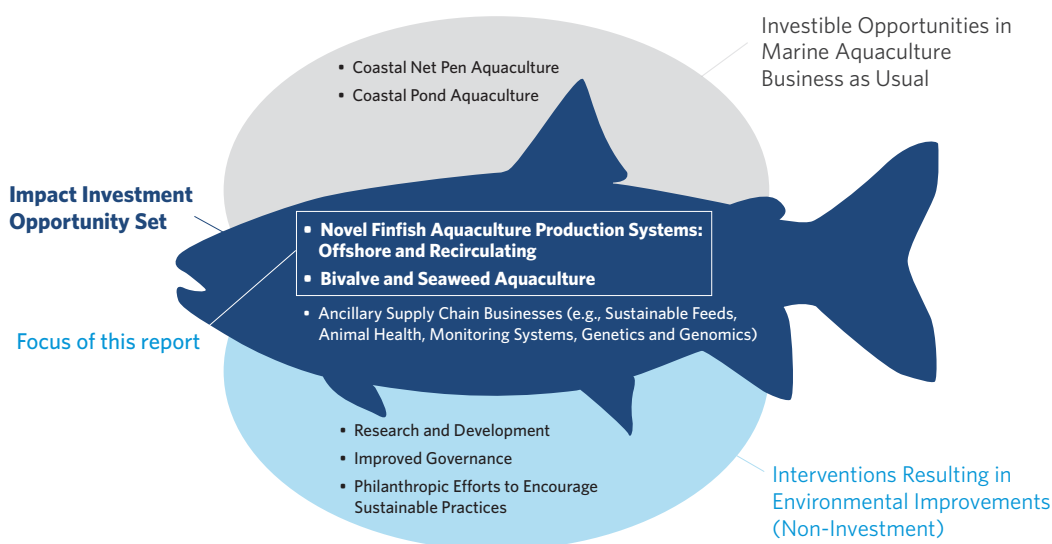 Investible Opportunities in
Marine Aquaculture
Business as Usual
▪ Coastal Net Pen Aquaculture
▪ Coastal Pond Aquaculture
Impact Investment
Opportunity Set
▪ Novel Finfish Aquaculture Production Systems:
Offshore and Recirculating
▪ Bivalve and Seaweed Aquaculture
▪ Ancillary Supply Chain Businesses (e.g., Sustainable Feeds,
Animal Health, Monitoring Systems, Genetics and Genomics)
Focus of this report
▪ Research and Development
▪ Improved Governance
▪ Philanthropic Efforts to Encourage
Sustainable Practices
Interventions Resulting in
Environmental Improvements
(Non-Investment)